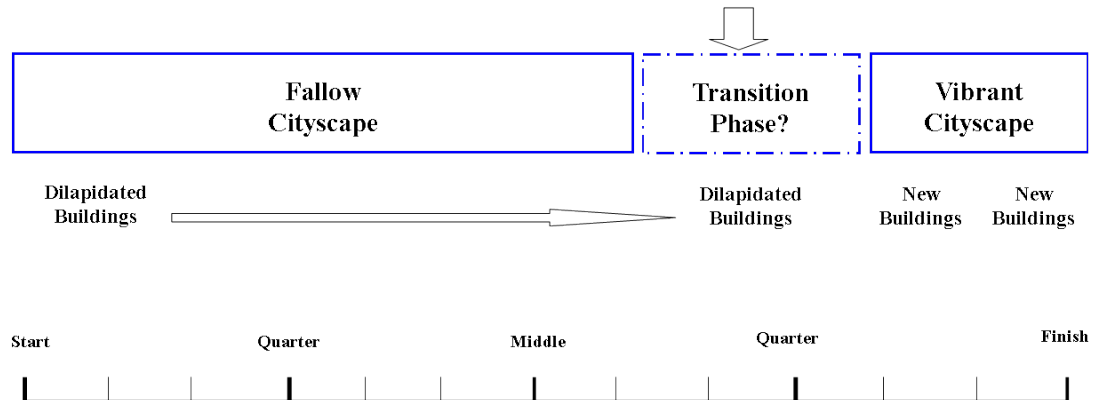 Fallow
Cityscape
Transition
Phase?
Vibrant
Cityscape
Dilapidated
Buildings
Dilapidated
Buildings
New
Buildings
New
Buildings
Start
Quarter
Middle
Quarter
Finish